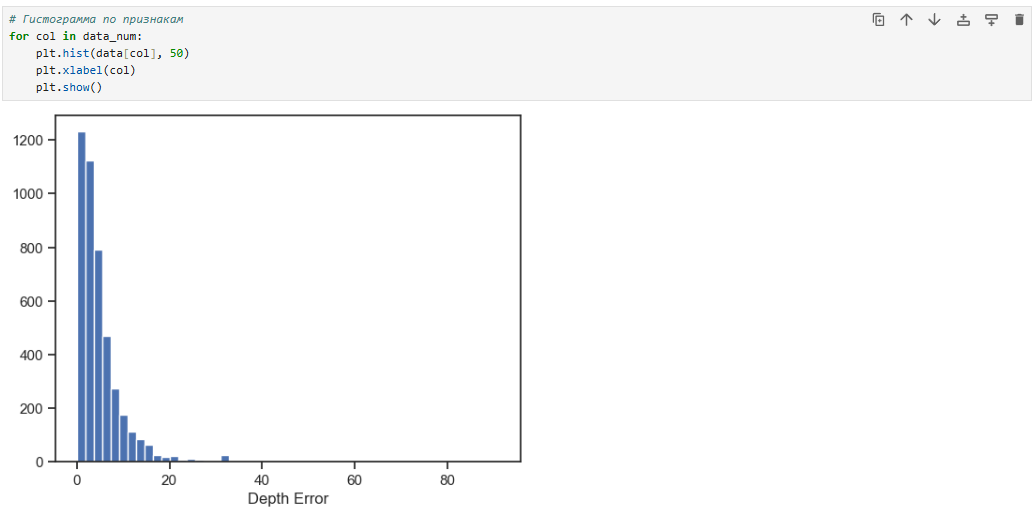 # Гистограмма по признакам
for col in data_num:
    plt.hist(data[col], 50)
    plt.xlabel(col)
    plt.show()
1200
1000
800
600
400
200
0
0 20 40 60 80
Depth Error